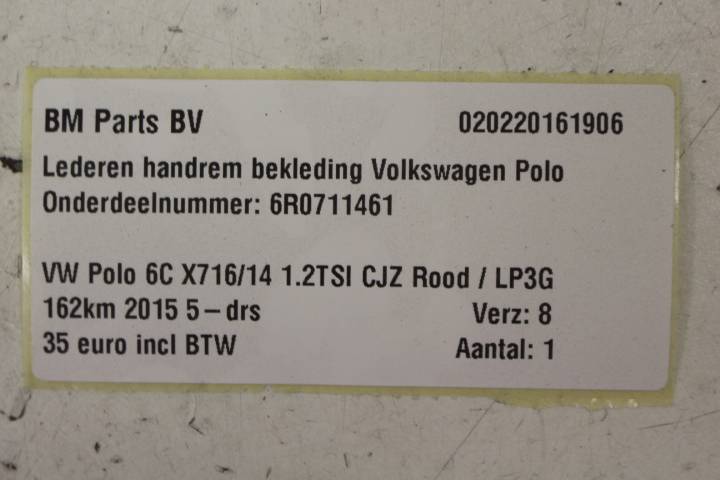 BM Parts BV 020220161906
Lederen handrem bekleding Volkswagen Polo
Onderdeelnummer: 6R0711461
VW Polo 6C X716/14 1.2TSI CJZ Rood / LP3G
162km 2015 5-drs Verz: 8
35 euro incl BTW Aantal: 1